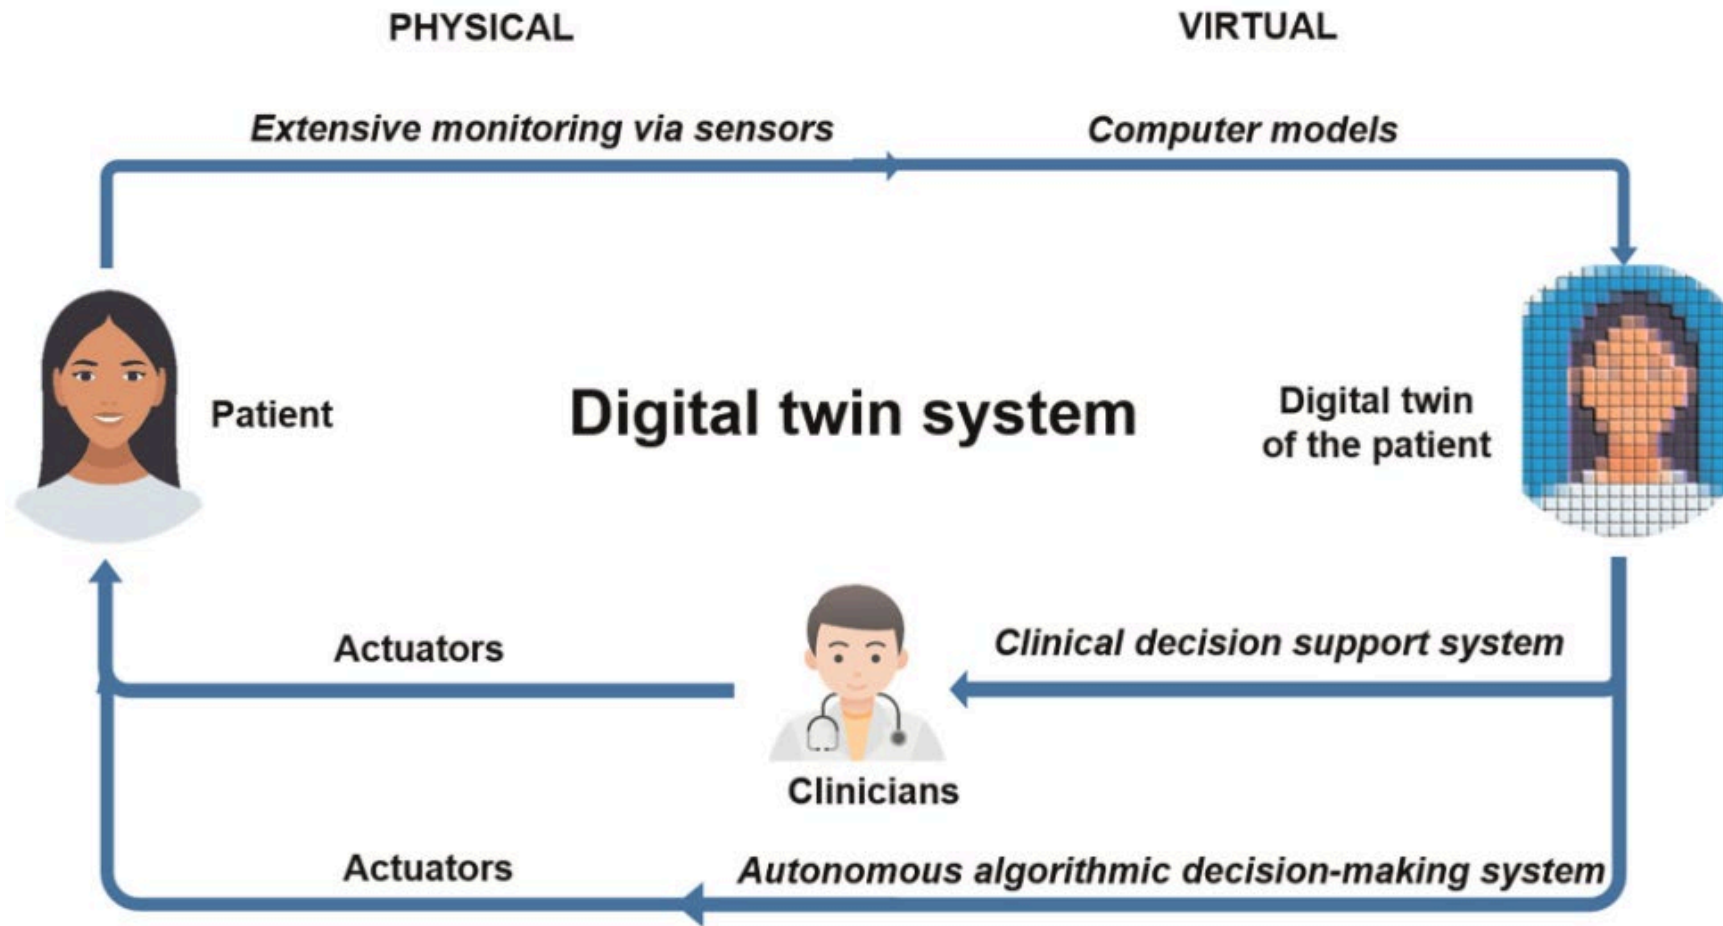 PHYSICAL
VIRTUAL
Extensive monitoring via sensors
Computer models
Patient
Digital twin system
Digital twin
of the patient
Actuators
Clinical decision support system
Clinicians
Actuators
Autonomous algorithmic decision-making system